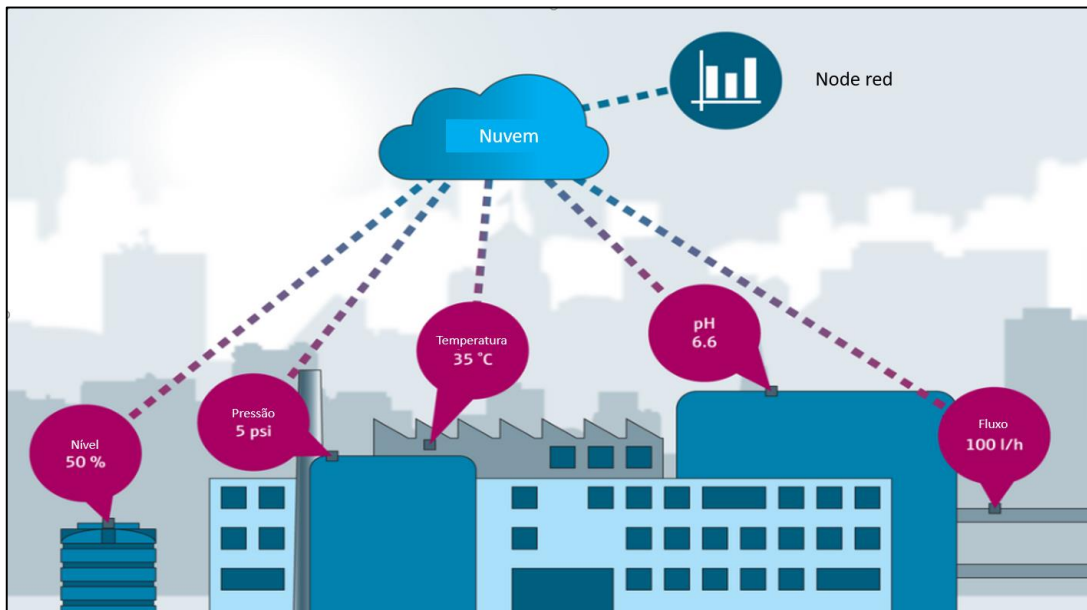 Node red
Nuvem
Temperatura
35 °C
pH
6.6
Pressão
5 psi
Nível
50 %
Fluxo
100 l/h